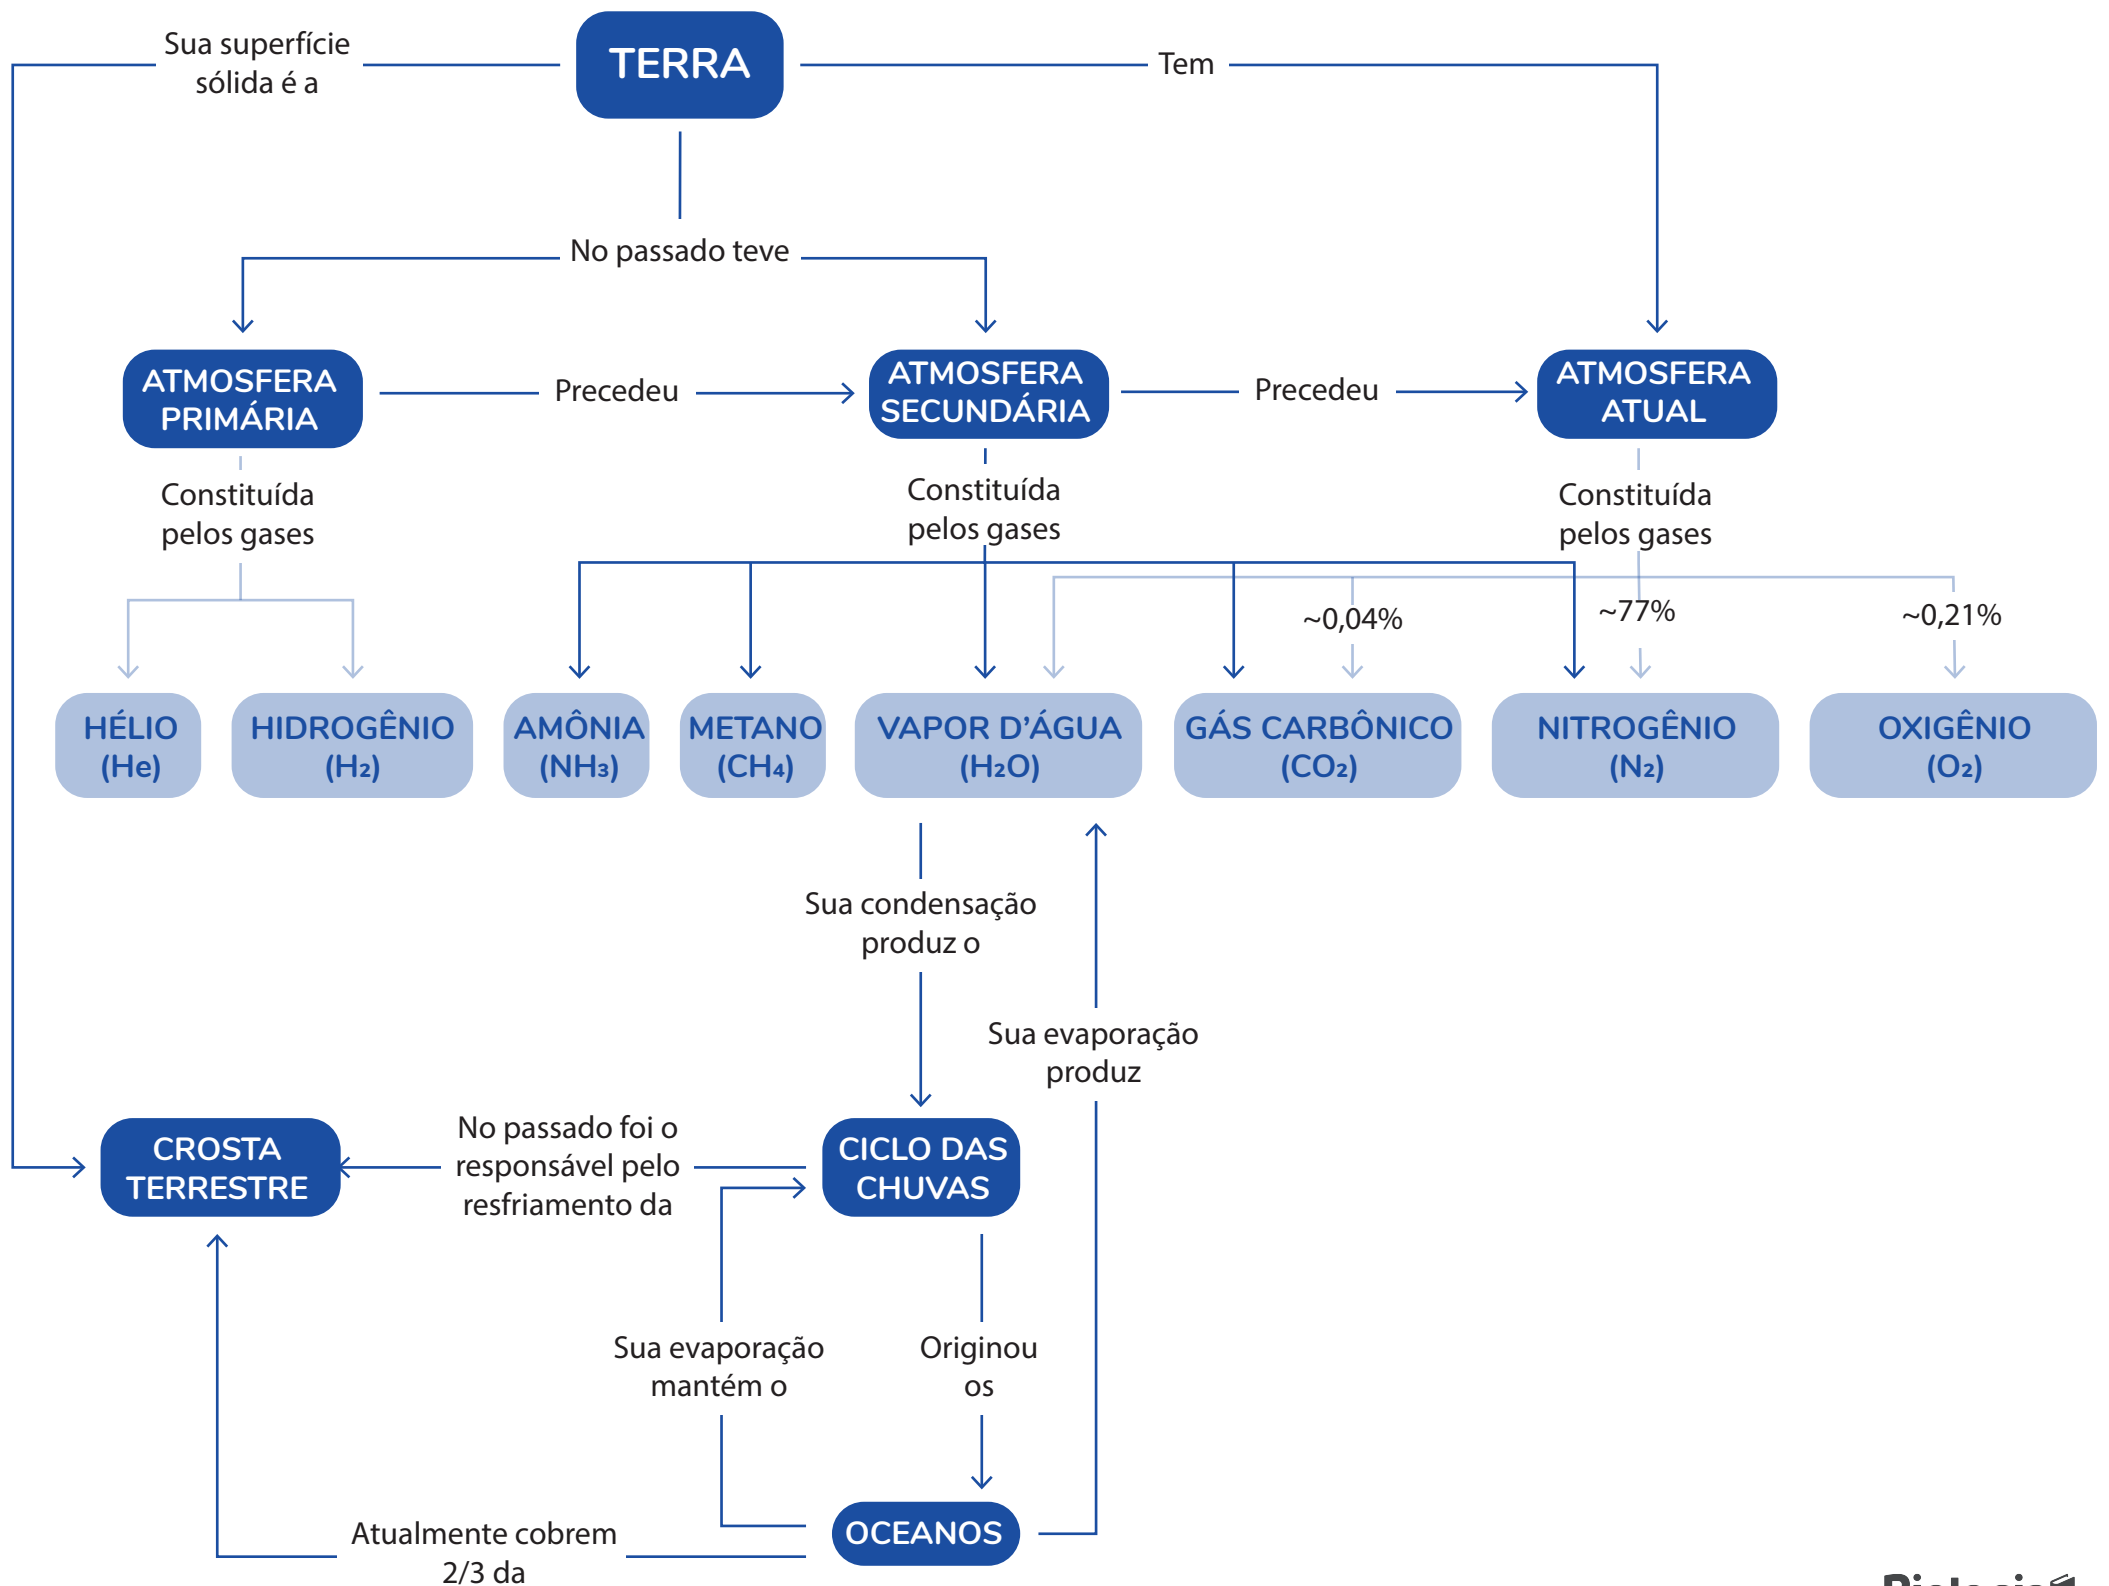 Sua superfície
sólida é a
TERRA
Tem
No passado teve
ATMOSFERA
PRIMÁRIA
Precedeu
ATMOSFERA
SECUNDÁRIA
Precedeu
ATMOSFERA
ATUAL
Constituída
pelos gases
Constituída
pelos gases
Constituída
pelos gases
~0,04%
~77%
~0,21%
HÉLIO
(He)
HIDROGÊNIO
(H₂)
AMÔNIA
(NH₃)
METANO
(CH₄)
VAPOR D’ÁGUA
(H₂O)
GÁS CARBÔNICO
(CO₂)
NITROGÊNIO
(N₂)
OXIGÊNIO
(O₂)
Sua condensação
produz o
Sua evaporação
produz
CROSTA
TERRESTRE
No passado foi o
responsável pelo
resfriamento da
CICLO DAS
CHUVAS
Sua evaporação
mantém o
Originou
os
Atualmente cobrem
2/3 da
OCEANOS